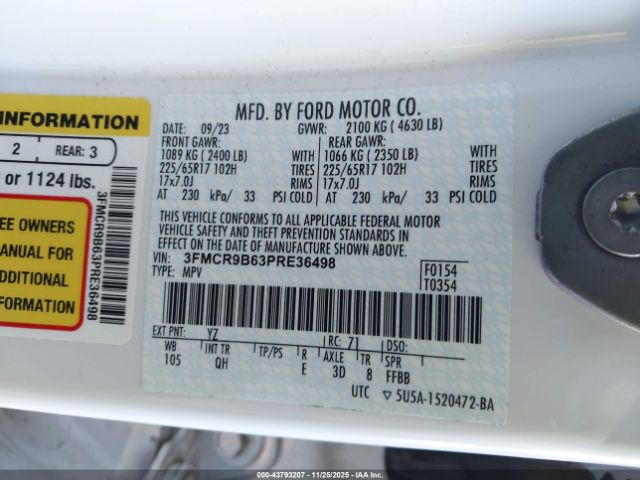 INFORMATION
2 REAR: 3
or 1124 lbs.
EE OWNERS
MANUAL FOR
ADDITIONAL
INFORMATION
3FMCR9B63PRE36498
MFD. BY FORD MOTOR CO.
DATE: 09/23 GVWR: 2100 KG ( 4630 LB)
FRONT GAWR: REAR GAWR:
1089 KG ( 2400 LB) WITH 1066 KG ( 2350 LB) WITH
225/65R17 102H TIRES 225/65R17 102H TIRES
17x7.0J RIMS 17x7.0J RIMS
AT 230 kPa/ 33 PSI COLD AT 230 kPa/ 33 PSI COLD
THIS VEHICLE CONFORMS TO ALL APPLICABLE FEDERAL MOTOR
VEHICLE SAFETY AND THEFT PREVENTION STANDARDS IN
EFFECT ON THE DATE OF MANUFACTURE SHOWN ABOVE.
VIN: 3FMCR9B63PRE36498 F0154
TYPE: MPV T0354
EXT PNT: YZ RC: 71 DSO:
WB INT TR TP/PS R AXLE TR SPR
105 QH E 3D 8 FFBB
UTC ▽ 5U5A-1520472-BA
000-43793207 - 11/25/2025 - IAA Inc.